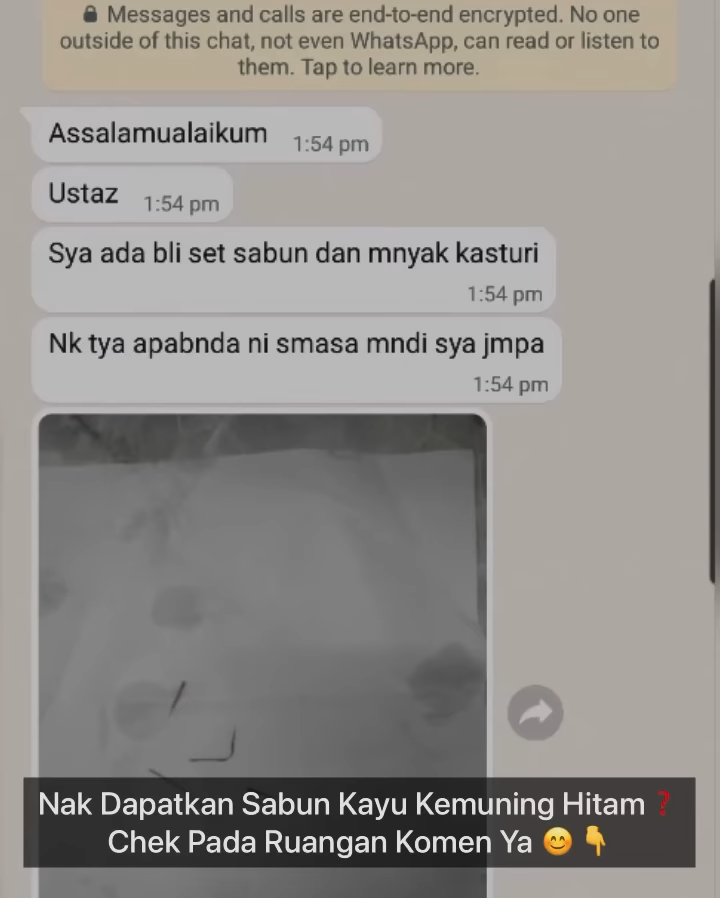 🔒 Messages and calls are end-to-end encrypted. No one
outside of this chat, not even WhatsApp, can read or listen to
them. Tap to learn more.
Assalamualaikum 1:54 pm
Ustaz 1:54 pm
Sya ada bli set sabun dan mnyak kasturi
1:54 pm
Nk tya apabnda ni smasa mndi sya jmpa
1:54 pm
Nak Dapatkan Sabun Kayu Kemuning Hitam❓
Chek Pada Ruangan Komen Ya 😊👇